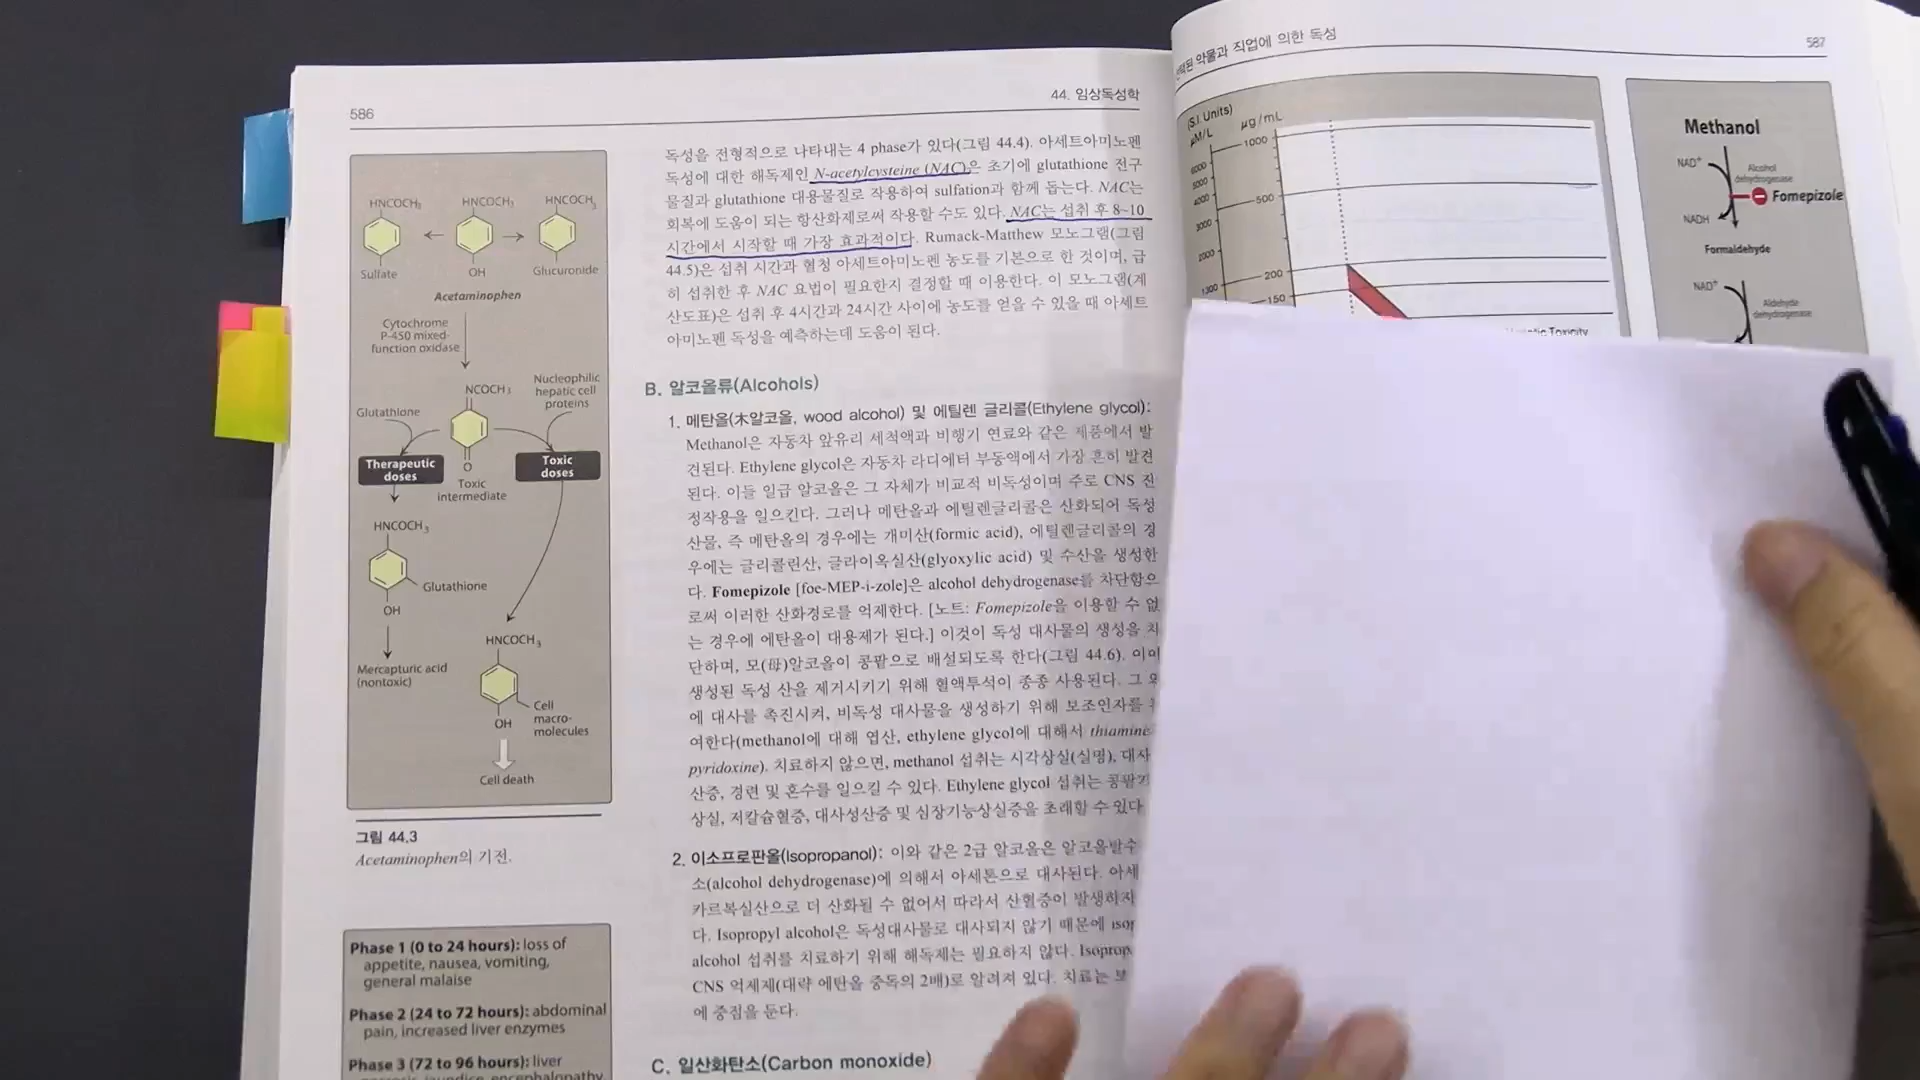 586
44. 임상독성학
HNCOCH3 HNCOCH3 HNCOCH3
Sulfate OH Glucuronide
Acetaminophen
Cytochrome
P-450 mixed-
function oxidase
NCOCH3
Nucleophilic
hepatic cell
proteins
Glutathione
Therapeutic
doses
O
Toxic
intermediate
Toxic
doses
HNCOCH3
Glutathione
OH
Mercapturic acid
(nontoxic)
HNCOCH3
OH
Cell
macro-
molecules
Cell death
그림 44.3
Acetaminophen의 기전.
Phase 1 (0 to 24 hours): loss of
appetite, nausea, vomiting,
general malaise
Phase 2 (24 to 72 hours): abdominal
pain, increased liver enzymes
Phase 3 (72 to 96 hours): liver
necrosis, jaundice, encephalopathy,
독성을 전형적으로 나타내는 4 phase가 있다(그림 44.4). 아세트아미노펜
독성에 대한 해독제인 N-acetylcysteine (NAC)은 초기에 glutathione 전구
물질과 glutathione 대용물질로 작용하여 sulfation과 함께 돕는다. NAC는
회복에 도움이 되는 항산화제로써 작용할 수도 있다. NAC는 섭취 후 8~10
시간에서 시작할 때 가장 효과적이다. Rumack-Matthew 모노그램(그림
44.5)은 섭취 시간과 혈청 아세트아미노펜 농도를 기본으로 한 것이며, 급
히 섭취한 후 NAC 요법이 필요한지 결정할 때 이용한다. 이 모노그램(계
산도표)은 섭취 후 4시간과 24시간 사이에 농도를 얻을 수 있을 때 아세트
아미노펜 독성을 예측하는데 도움이 된다.
B. 알코올류(Alcohols)
1. 메탄올(木알코올, wood alcohol) 및 에틸렌 글리콜(Ethylene glycol):
Methanol은 자동차 앞유리 세척액과 비행기 연료와 같은 제품에서 발
견된다. Ethylene glycol은 자동차 라디에터 부동액에서 가장 흔히 발견
된다. 이들 일급 알코올은 그 자체가 비교적 비독성이며 주로 CNS 진
정작용을 일으킨다. 그러나 메탄올과 에틸렌글리콜은 산화되어 독성
산물, 즉 메탄올의 경우에는 개미산(formic acid), 에틸렌글리콜의 경
우에는 글리콜린산, 글라이옥실산(glyoxylic acid) 및 수산을 생성한
다. Fomepizole [foe-MEP-i-zole]은 alcohol dehydrogenase를 차단함으
로써 이러한 산화경로를 억제한다. [노트: Fomepizole을 이용할 수 없
는 경우에 에탄올이 대용제가 된다.] 이것이 독성 대사물의 생성을 차
단하며, 모(母)알코올이 콩팥으로 배설되도록 한다(그림 44.6). 이미
생성된 독성 산을 제거시키기 위해 혈액투석이 종종 사용된다. 그
에 대사를 촉진시켜, 비독성 대사물을 생성하기 위해 보조인자를
여한다(methanol에 대해 엽산, ethylene glycol에 대해서 thiamine
pyridoxine). 치료하지 않으면, methanol 섭취는 시각상실(실명), 대사
산증, 경련 및 혼수를 일으킬 수 있다. Ethylene glycol 섭취는 콩팥기
상실, 저칼슘혈증, 대사성산증 및 심장기능상실증을 초래할 수 있다
2. 이소프로판올(Isopropanol): 이와 같은 2급 알코올은 알코올탈수
소(alcohol dehydrogenase)에 의해서 아세톤으로 대사된다. 아세
카르복실산으로 더 산화될 수 없어서 따라서 산혈증이 발생하지
다. Isopropyl alcohol은 독성대사물로 대사되지 않기 때문에 isop
alcohol 섭취를 치료하기 위해 해독제는 필요하지 않다. Isoprop
CNS 억제제(대략 에탄올 중독의 2배)로 알려져 있다. 치료는 보
에 중점을 둔다.
C. 일산화탄소(Carbon monoxide)
약물과 직업에 의한 독성
587
(S.I. Units)
µM/L µg/mL
6000
5000
4000
3000
2000
1300
1000
500
200
150
Toxicity
Methanol
NAD+
Alcohol
dehydrogenase
Fomepizole
NADH
Formaldehyde
NAD+
Aldehyde
dehydrogenase